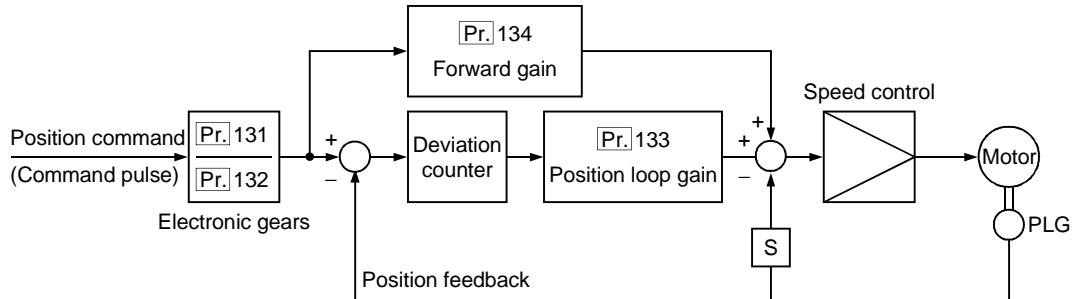 Pr. 134
Forward gain
Speed control
Position command
(Command pulse)
Pr. 131
Pr. 132
Electronic gears
+
−
Deviation
counter
Pr. 133
Position loop gain
+
+
−
Motor
PLG
S
Position feedback